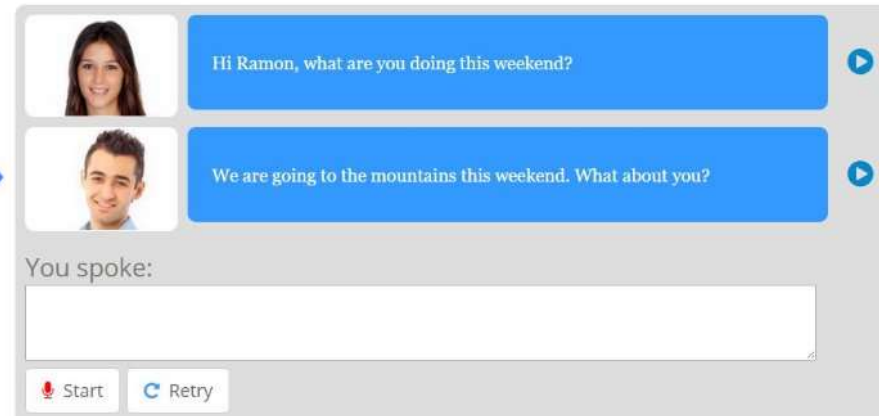 Hi Ramon, what are you doing this weekend?
We are going to the mountains this weekend. What about you?
You spoke:
Start
Retry